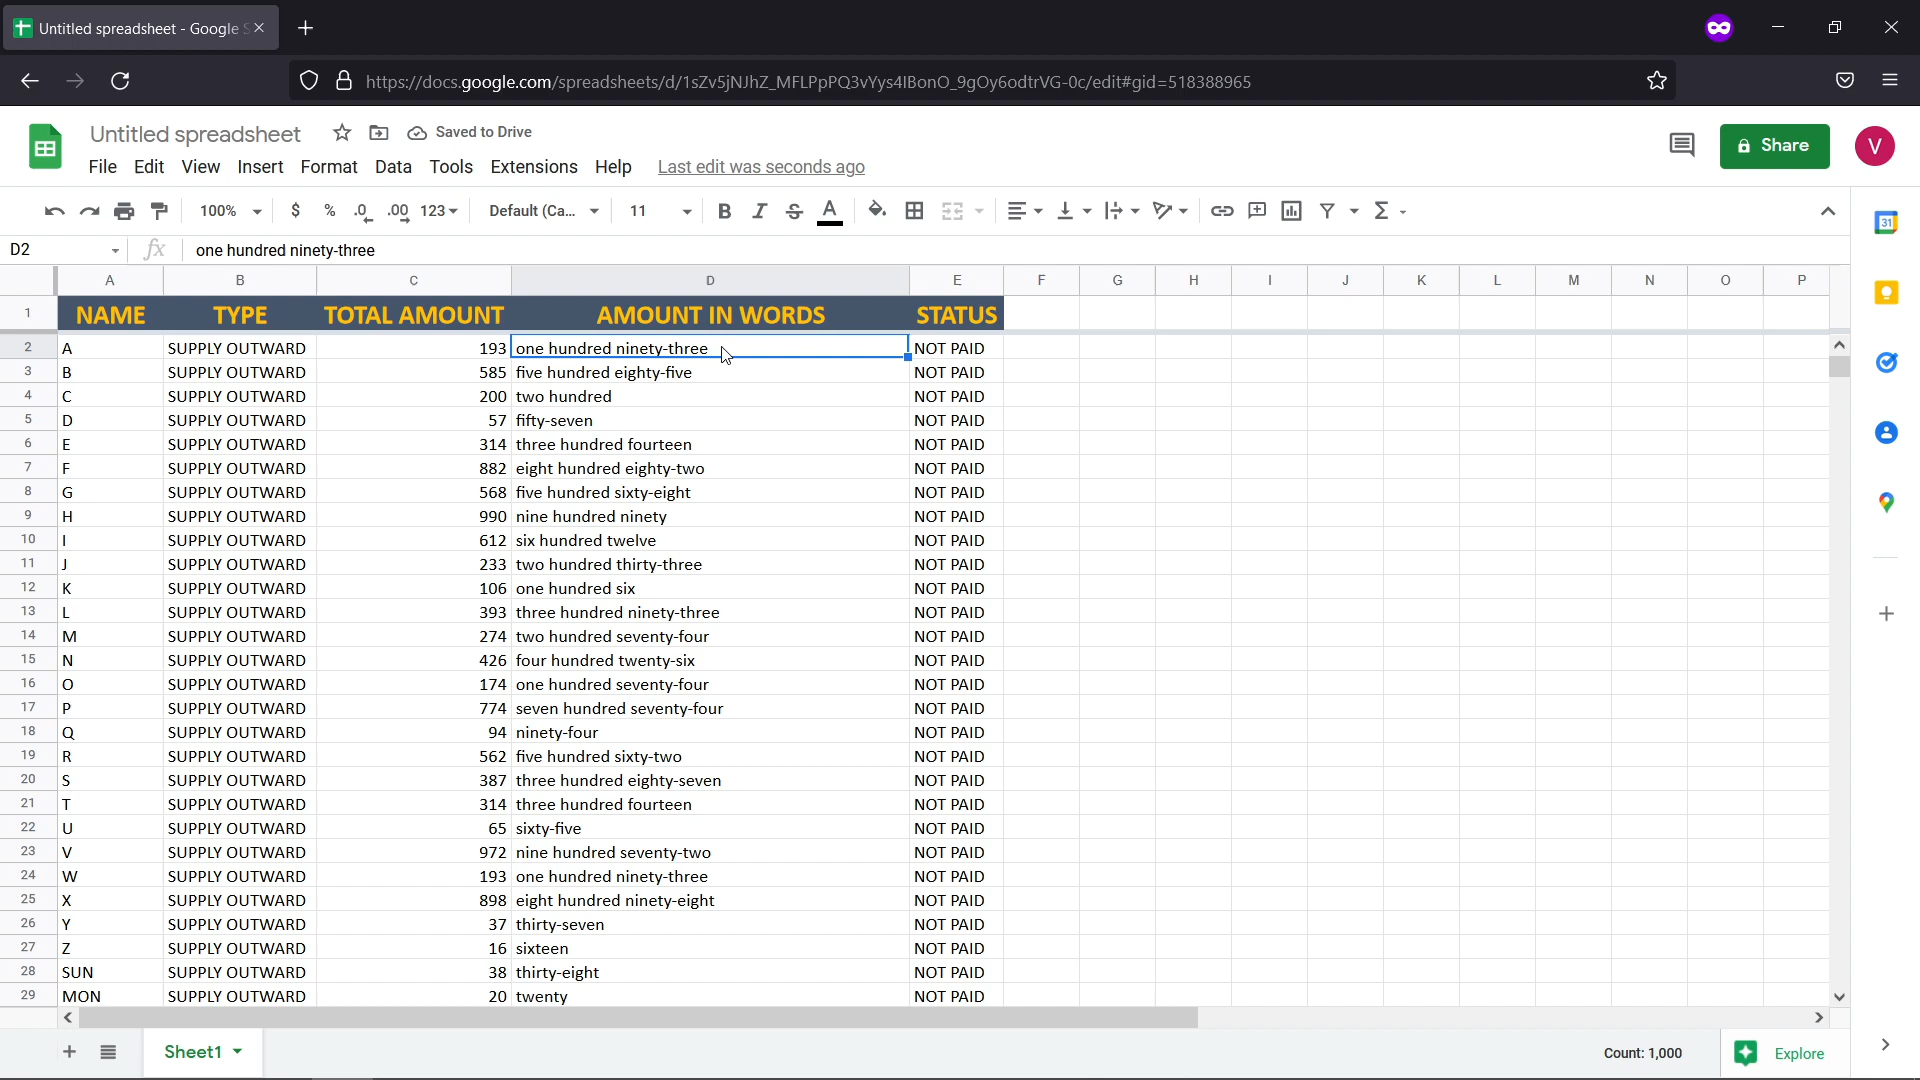 Untitled spreadsheet - Google S
https://docs.google.com/spreadsheets/d/1sZv5jNJhZ_MFLPpPQ3vYys4IBonO_9gOy6odtrVG-0c/edit#gid=518388965
Untitled spreadsheet Saved to Drive
Share V
File Edit View Insert Format Data Tools Extensions Help Last edit was seconds ago
100% $ % .0 .00 123 Default (Ca... 11 B I S A
31
D2 fx one hundred ninety-three
A B C D E F G H I J K L M N O P
1 NAME TYPE TOTAL AMOUNT AMOUNT IN WORDS STATUS
2 A SUPPLY OUTWARD 193 one hundred ninety-three NOT PAID
3 B SUPPLY OUTWARD 585 five hundred eighty-five NOT PAID
4 C SUPPLY OUTWARD 200 two hundred NOT PAID
5 D SUPPLY OUTWARD 57 fifty-seven NOT PAID
6 E SUPPLY OUTWARD 314 three hundred fourteen NOT PAID
7 F SUPPLY OUTWARD 882 eight hundred eighty-two NOT PAID
8 G SUPPLY OUTWARD 568 five hundred sixty-eight NOT PAID
9 H SUPPLY OUTWARD 990 nine hundred ninety NOT PAID
10 I SUPPLY OUTWARD 612 six hundred twelve NOT PAID
11 J SUPPLY OUTWARD 233 two hundred thirty-three NOT PAID
12 K SUPPLY OUTWARD 106 one hundred six NOT PAID
13 L SUPPLY OUTWARD 393 three hundred ninety-three NOT PAID
14 M SUPPLY OUTWARD 274 two hundred seventy-four NOT PAID
15 N SUPPLY OUTWARD 426 four hundred twenty-six NOT PAID
16 O SUPPLY OUTWARD 174 one hundred seventy-four NOT PAID
17 P SUPPLY OUTWARD 774 seven hundred seventy-four NOT PAID
18 Q SUPPLY OUTWARD 94 ninety-four NOT PAID
19 R SUPPLY OUTWARD 562 five hundred sixty-two NOT PAID
20 S SUPPLY OUTWARD 387 three hundred eighty-seven NOT PAID
21 T SUPPLY OUTWARD 314 three hundred fourteen NOT PAID
22 U SUPPLY OUTWARD 65 sixty-five NOT PAID
23 V SUPPLY OUTWARD 972 nine hundred seventy-two NOT PAID
24 W SUPPLY OUTWARD 193 one hundred ninety-three NOT PAID
25 X SUPPLY OUTWARD 898 eight hundred ninety-eight NOT PAID
26 Y SUPPLY OUTWARD 37 thirty-seven NOT PAID
27 Z SUPPLY OUTWARD 16 sixteen NOT PAID
28 SUN SUPPLY OUTWARD 38 thirty-eight NOT PAID
29 MON SUPPLY OUTWARD 20 twenty NOT PAID
Sheet1 Count: 1,000 Explore